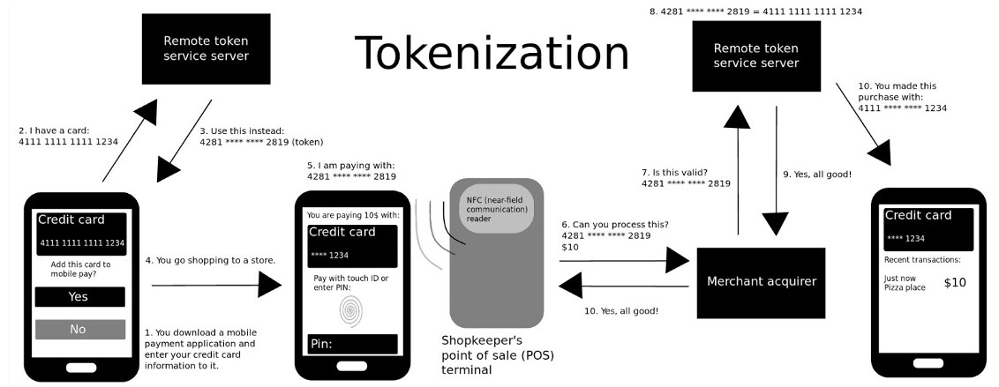 Tokenization
Remote token
service server
2. I have a card:
4111 1111 1111 1234
3. Use this instead:
4281 **** **** 2819 (token)
Credit card
4111 1111 1111 1234
Add this card to
mobile pay?
Yes
No
1. You download a mobile
payment application and
enter your credit card
information to it.
4. You go shopping to a store.
5. I am paying with:
4281 **** **** 2819
You are paying 10$ with:
Credit card
**** 1234
Pay with touch ID or
enter PIN:
Pin:
NFC (near-field
communication)
reader
Shopkeeper's
point of sale (POS)
terminal
6. Can you process this?
4281 **** **** 2819
$10
10. Yes, all good!
Merchant acquirer
7. Is this valid?
4281 **** **** 2819
8. 4281 **** **** 2819 = 4111 1111 1111 1234
Remote token
service server
9. Yes, all good!
10. You made this
purchase with:
4111 **** **** 1234
Credit card
**** 1234
Recent transactions:
Just now
Pizza place
$10